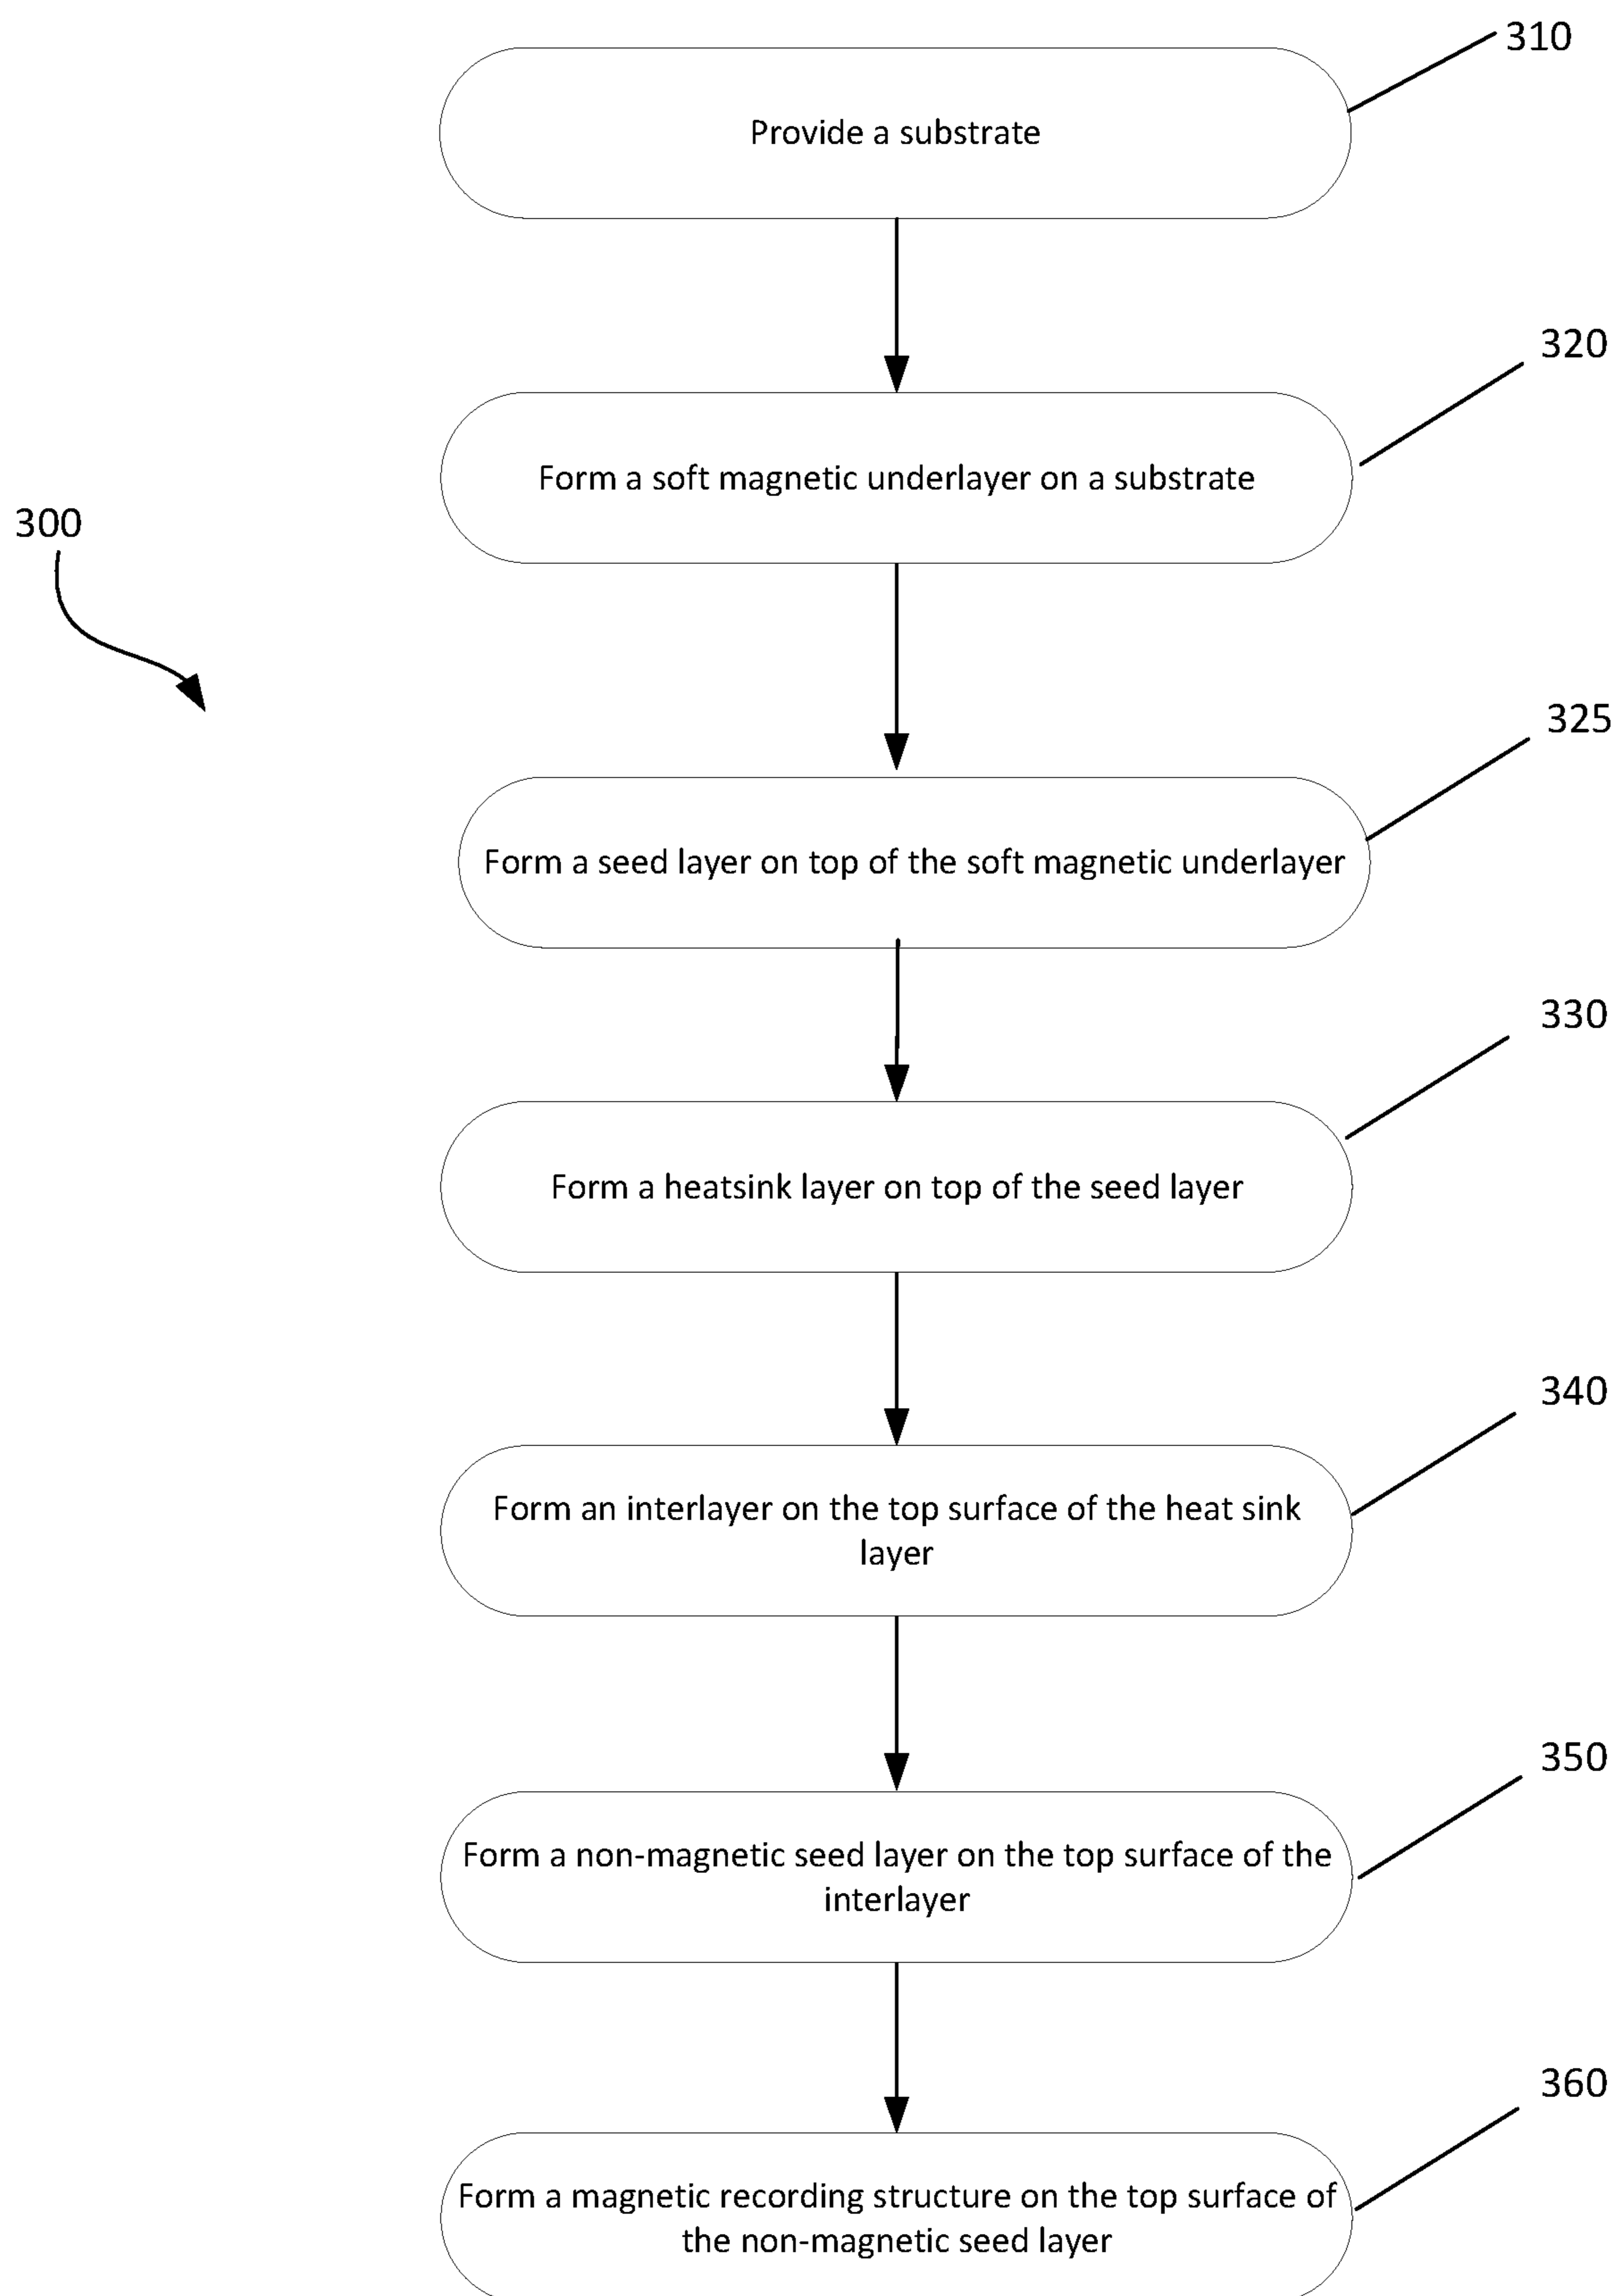 310
Provide a substrate
320
Form a soft magnetic underlayer on a substrate
300
325
Form a seed layer on top of the soft magnetic underlayer
330
Form a heatsink layer on top of the seed layer
340
Form an interlayer on the top surface of the heat sink
layer
350
Form a non-magnetic seed layer on the top surface of the
interlayer
360
Form a magnetic recording structure on the top surface of
the non-magnetic seed layer